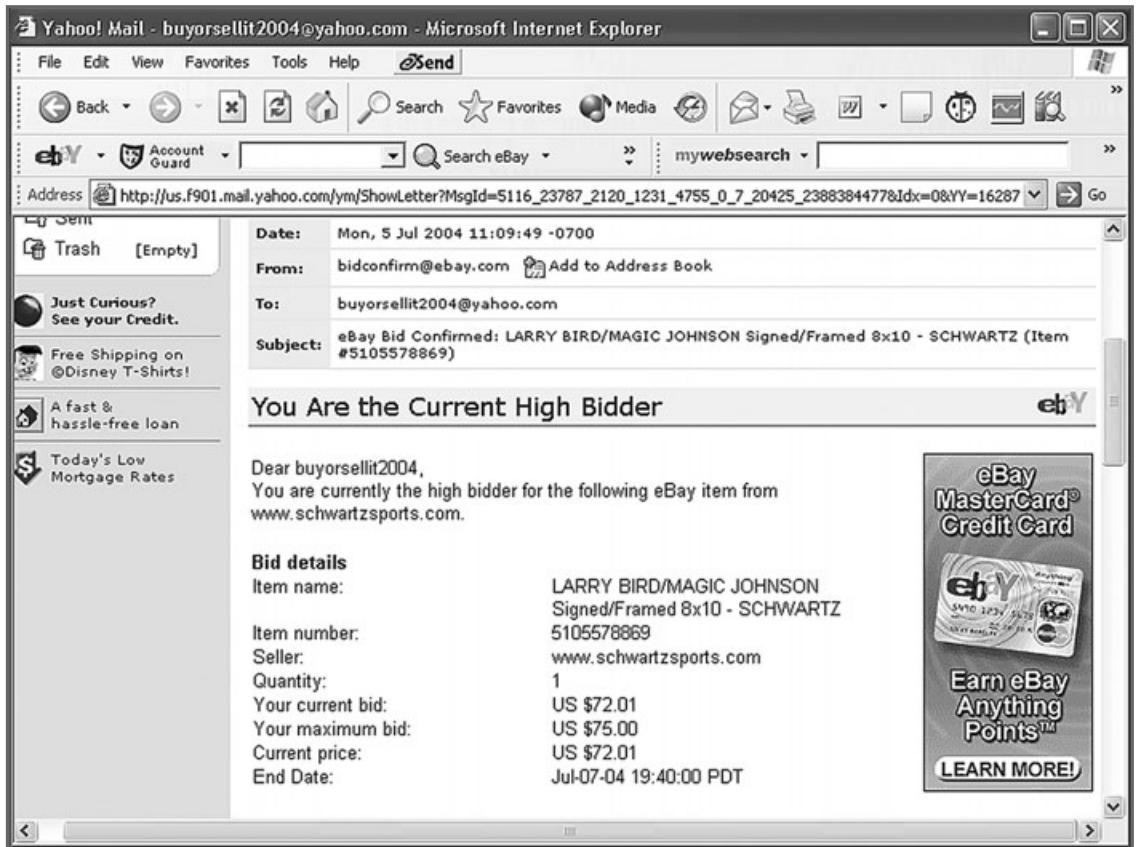 Yahoo! Mail - buyorsellit2004@yahoo.com - Microsoft Internet Explorer
File Edit View Favorites Tools Help Send
Back Search Favorites Media
ebY Account Guard Search eBay mywebsearch
Address http://us.f901.mail.yahoo.com/ym/ShowLetter?MsgId=5116_23787_2120_1231_4755_0_7_20425_2388384477&Idx=0&YY=16287 Go
Sent
Trash [Empty]
Just Curious?
See your Credit.
Free Shipping on
©Disney T-Shirts!
A fast &
hassle-free loan
Today's Low
Mortgage Rates
Date: Mon, 5 Jul 2004 11:09:49 -0700
From: bidconfirm@ebay.com Add to Address Book
To: buyorsellit2004@yahoo.com
Subject: eBay Bid Confirmed: LARRY BIRD/MAGIC JOHNSON Signed/Framed 8x10 - SCHWARTZ (Item
#5105578869)
You Are the Current High Bidder ebY
Dear buyorsellit2004,
You are currently the high bidder for the following eBay item from
www.schwartzsports.com.
Bid details
Item name: LARRY BIRD/MAGIC JOHNSON
Signed/Framed 8x10 - SCHWARTZ
Item number: 5105578869
Seller: www.schwartzsports.com
Quantity: 1
Your current bid: US $72.01
Your maximum bid: US $75.00
Current price: US $72.01
End Date: Jul-07-04 19:40:00 PDT
eBay
MasterCard®
Credit Card
ebY
Earn eBay
Anything
Points™
LEARN MORE!